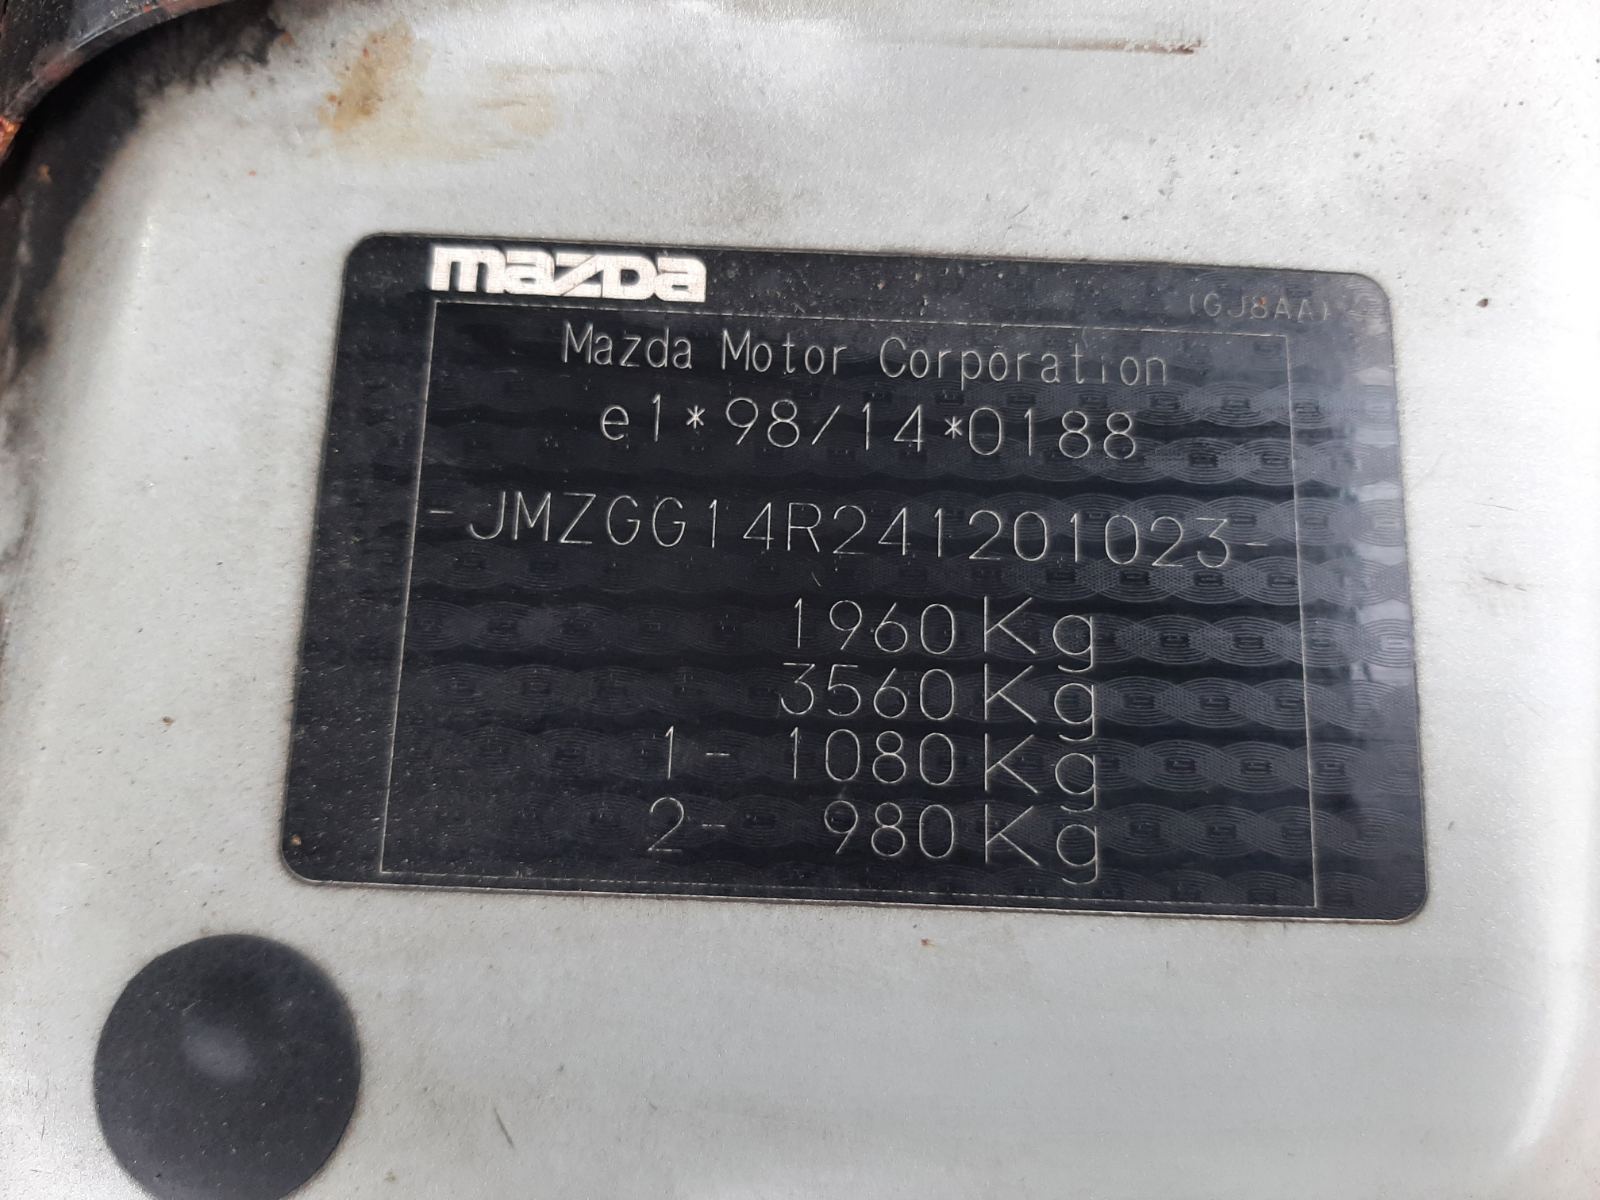 mazda
(GJ8AA)
Mazda Motor Corporation
e1*98/14*0188
-JMZGG14R241201023-
1960Kg
3560Kg
1- 1080Kg
2- 980Kg